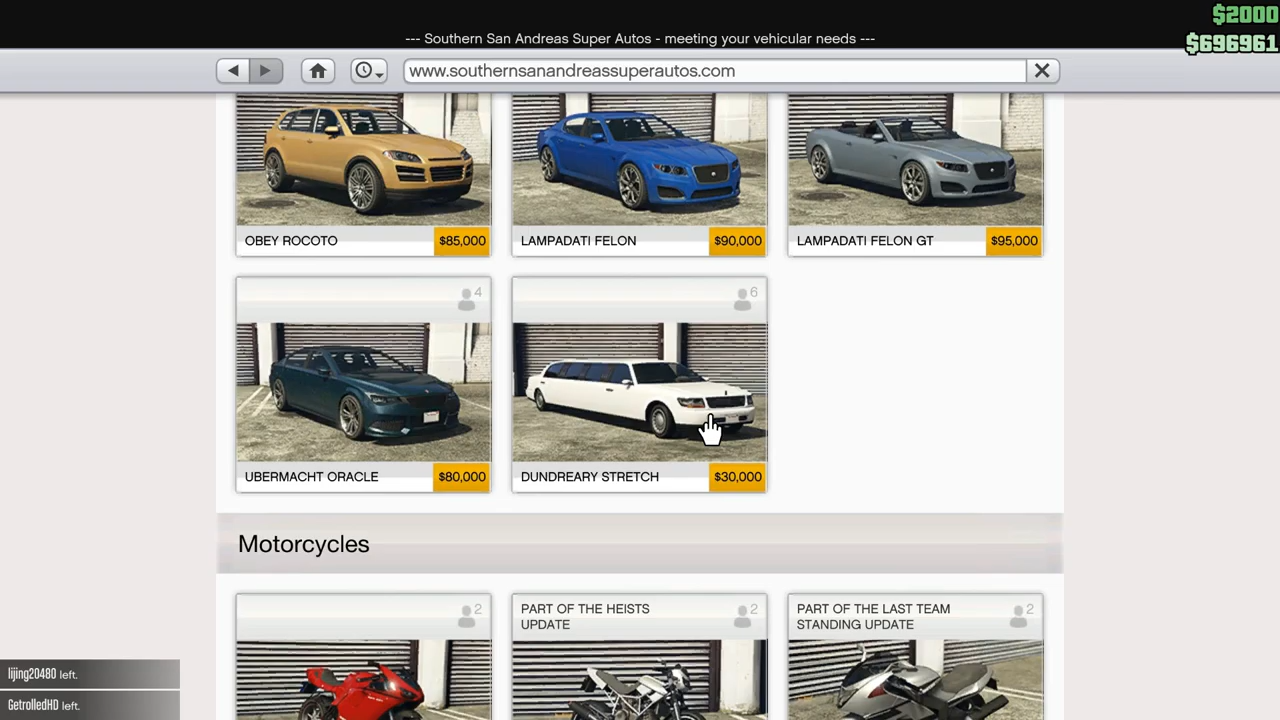 $2000
--- Southern San Andreas Super Autos - meeting your vehicular needs ---
$696961
www.southernsanandreassuperautos.com
OBEY ROCOTO
$85,000
LAMPADATI FELON
$90,000
LAMPADATI FELON GT
$95,000
4
6
UBERMACHT ORACLE
$80,000
DUNDREARY STRETCH
$30,000
Motorcycles
2
PART OF THE HEISTS
UPDATE
2
PART OF THE LAST TEAM
STANDING UPDATE
2
lijing20480 left.
GetrolledHD left.